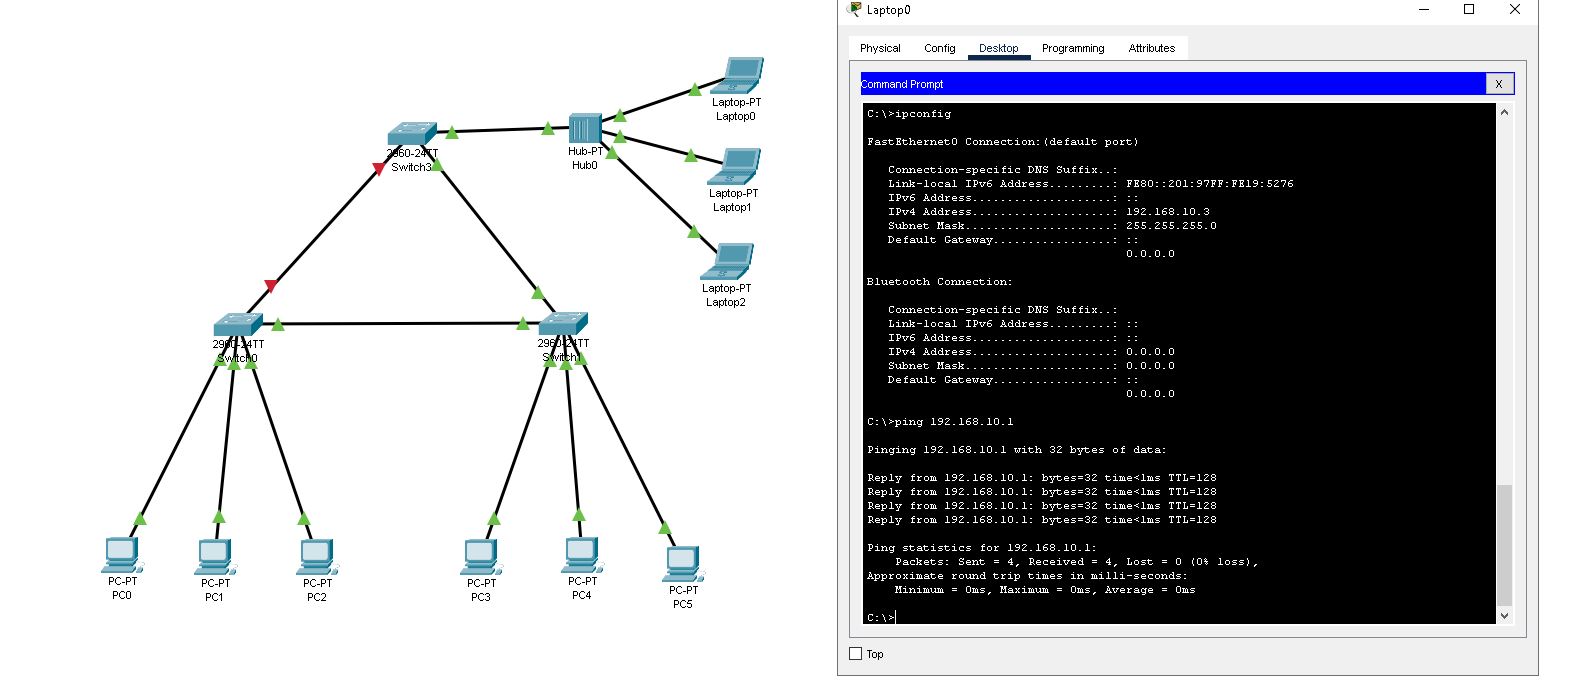 Laptop-PT
Laptop0
2960-24TT
Switch3
Hub-PT
Hub0
Laptop-PT
Laptop1
Laptop-PT
Laptop2
2960-24TT
Switch0
2960-24TT
Switch1
PC-PT
PC0
PC-PT
PC1
PC-PT
PC2
PC-PT
PC3
PC-PT
PC4
PC-PT
PC5
Laptop0
Physical Config Desktop Programming Attributes
Command Prompt X
C:\>ipconfig
FastEthernet0 Connection:(default port)
Connection-specific DNS Suffix..:
Link-local IPv6 Address.........: FE80::201:97FF:FE19:5276
IPv6 Address....................: ::
IPv4 Address....................: 192.168.10.3
Subnet Mask.....................: 255.255.255.0
Default Gateway.................: ::
0.0.0.0
Bluetooth Connection:
Connection-specific DNS Suffix..:
Link-local IPv6 Address.........: ::
IPv6 Address....................: ::
IPv4 Address....................: 0.0.0.0
Subnet Mask.....................: 0.0.0.0
Default Gateway.................: ::
0.0.0.0
C:\>ping 192.168.10.1
Pinging 192.168.10.1 with 32 bytes of data:
Reply from 192.168.10.1: bytes=32 time<1ms TTL=128
Reply from 192.168.10.1: bytes=32 time<1ms TTL=128
Reply from 192.168.10.1: bytes=32 time<1ms TTL=128
Reply from 192.168.10.1: bytes=32 time<1ms TTL=128
Ping statistics for 192.168.10.1:
Packets: Sent = 4, Received = 4, Lost = 0 (0% loss),
Approximate round trip times in milli-seconds:
Minimum = 0ms, Maximum = 0ms, Average = 0ms
C:\>
Top